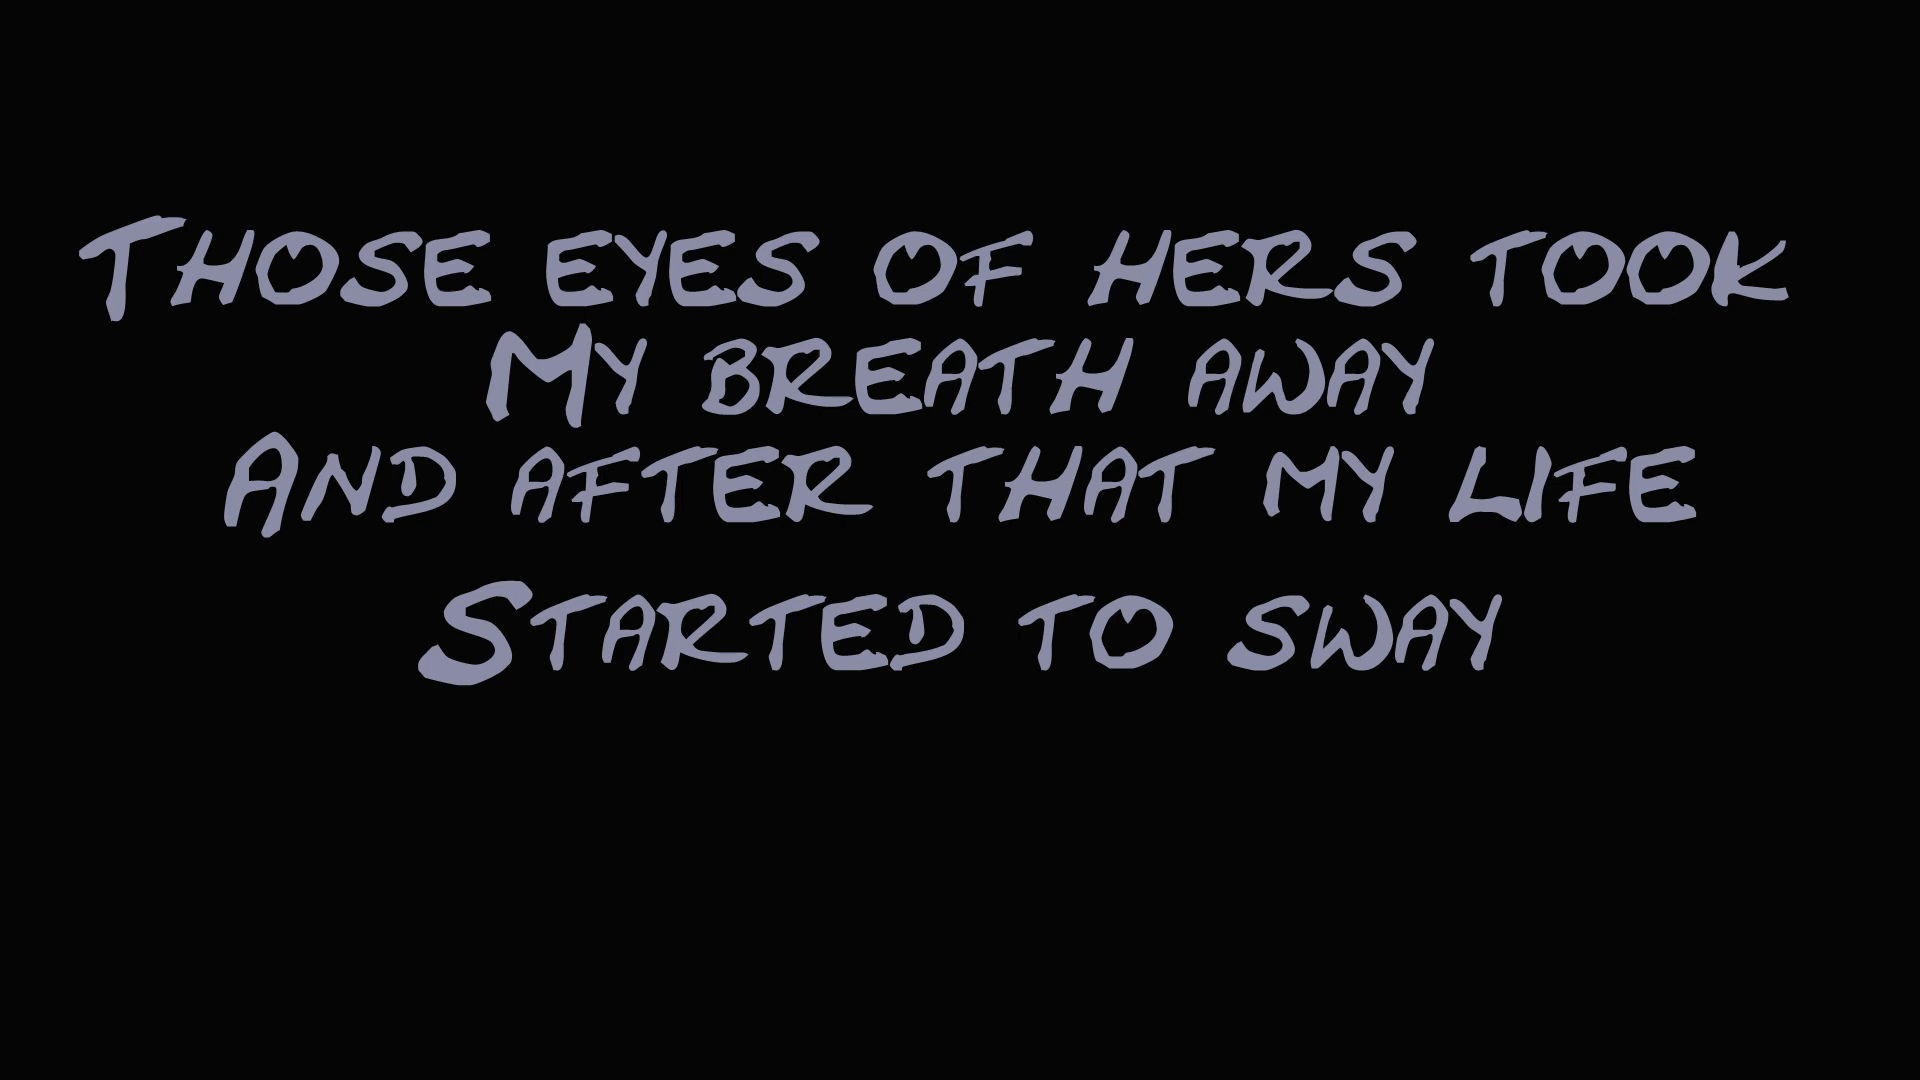 Those eyes of hers took
My breath away
And after that my life
Started to sway